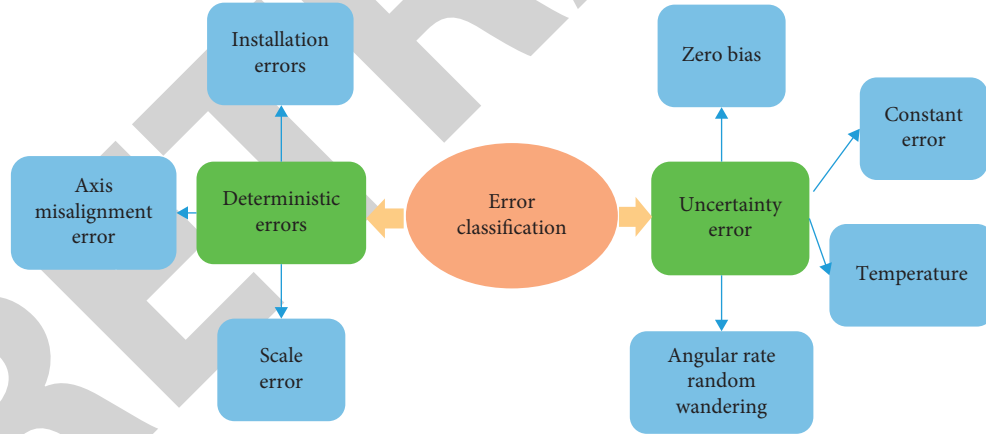 Installation
errors
Axis
misalignment
error
Deterministic
errors
Scale
error
Error
classification
Zero bias
Constant
error
Uncertainty
error
Temperature
Angular rate
random
wandering